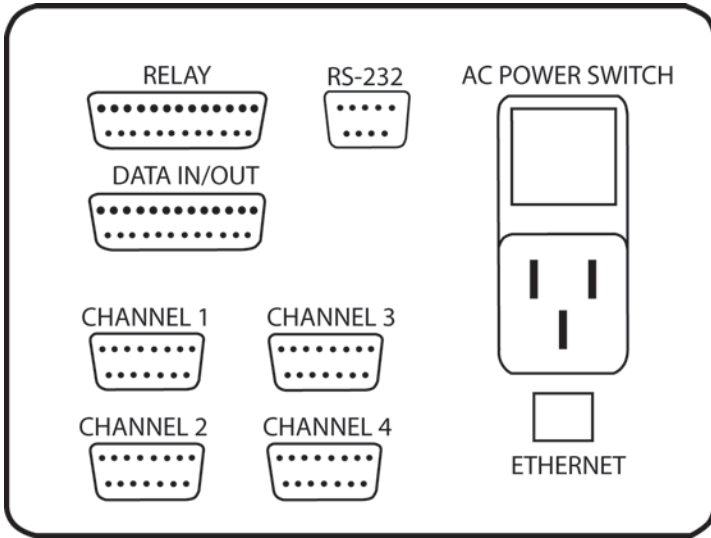 RELAY
RS-232
AC POWER SWITCH
DATA IN/OUT
CHANNEL 1
CHANNEL 3
CHANNEL 2
CHANNEL 4
ETHERNET